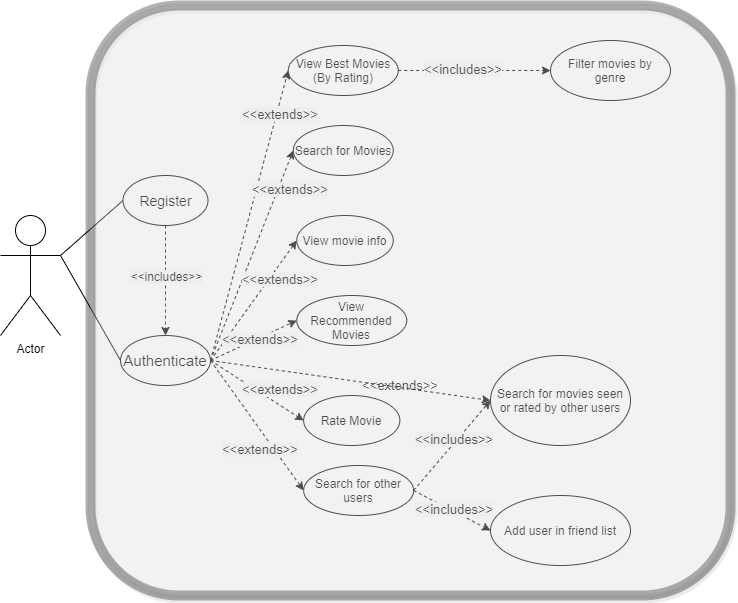 View Best Movies
(By Rating)
<<includes>>
Filter movies by
genre
<<extends>>
Search for Movies
<<extends>>
Register
View movie info
<<includes>>
<<extends>>
View
Recommended
Movies
<<extends>>
Actor
Authenticate
<<extends>>
<<extends>>
Search for movies seen
or rated by other users
Rate Movie
<<includes>>
<<extends>>
Search for other
users
<<includes>>
Add user in friend list